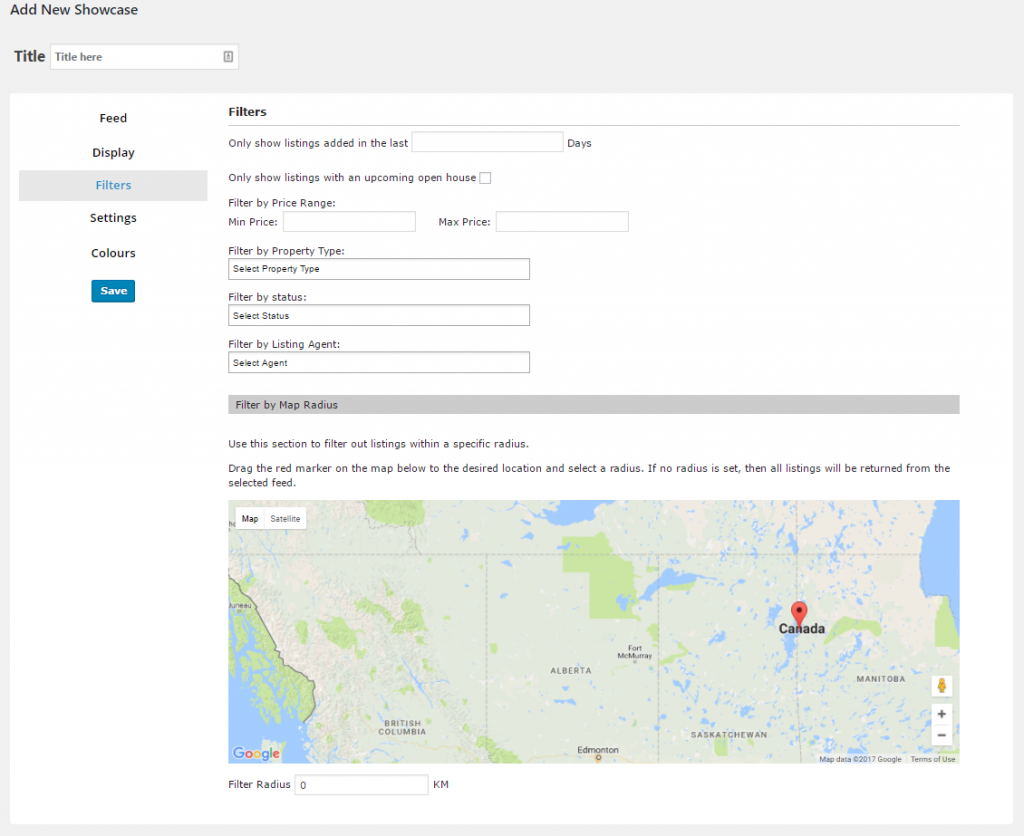 Add New Showcase
Title Title here
Feed
Display
Filters
Settings
Colours
Save
Filters
Only show listings added in the last Days
Only show listings with an upcoming open house
Filter by Price Range:
Min Price: Max Price:
Filter by Property Type:
Select Property Type
Filter by status:
Select Status
Filter by Listing Agent:
Select Agent
Filter by Map Radius
Use this section to filter out listings within a specific radius.
Drag the red marker on the map below to the desired location and select a radius. If no radius is set, then all listings will be returned from the
selected feed.
Map Satellite
Juneau
Canada
Fort
McMurray
ALBERTA
MANITOBA
BRITISH
COLUMBIA
SASKATCHEWAN
Edmonton
Google
Map data ©2017 Google Terms of Use
Filter Radius 0 KM